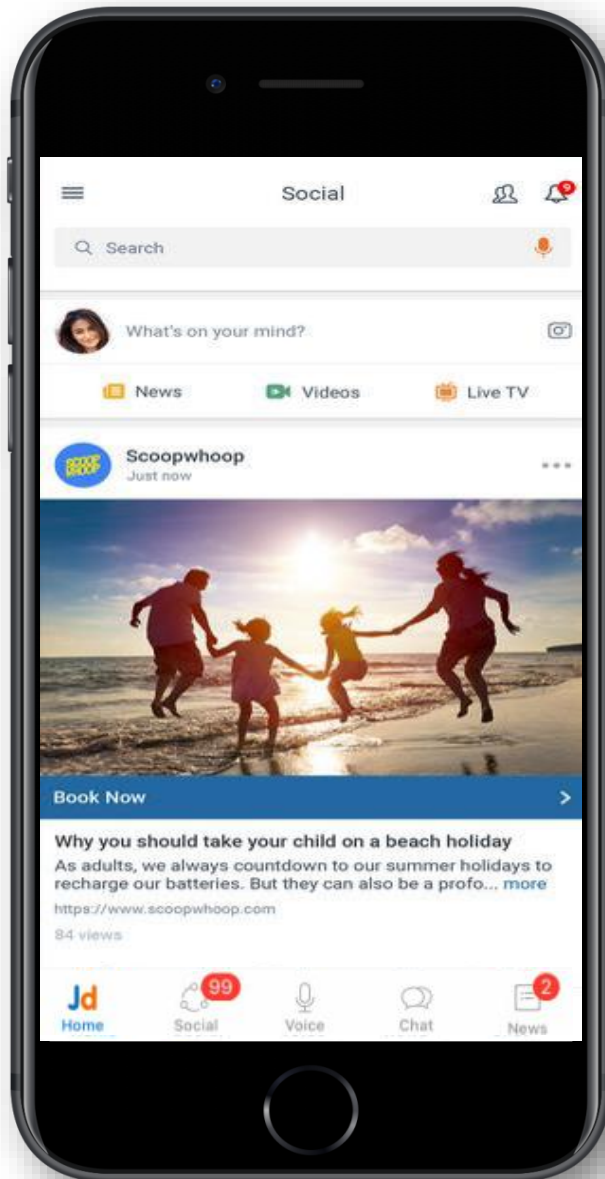 Social
9
Search
What's on your mind?
News
Videos
Live TV
SCOOP
WHOOP
Scoopwhoop
Just now
Book Now
Why you should take your child on a beach holiday
As adults, we always countdown to our summer holidays to
recharge our batteries. But they can also be a profo... more
https://www.scoopwhoop.com
84 views
Jd
99
2
Home
Social
Voice
Chat
News